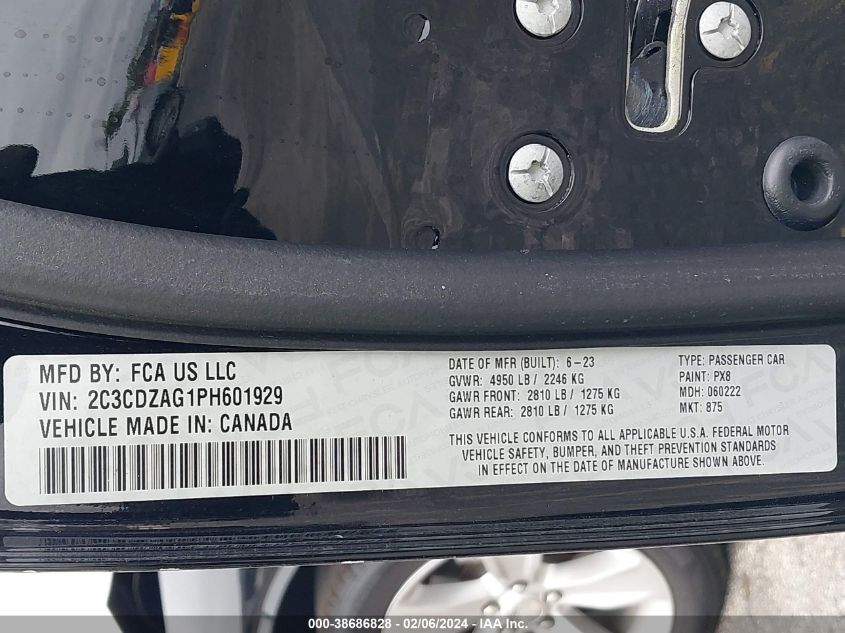 MFD BY: FCA US LLC
VIN: 2C3CDZAG1PH601929
VEHICLE MADE IN: CANADA
DATE OF MFR (BUILT): 6-23
GVWR: 4950 LB / 2246 KG
GAWR FRONT: 2810 LB / 1275 KG
GAWR REAR: 2810 LB / 1275 KG
TYPE: PASSENGER CAR
PAINT: PX8
MDH: 060222
MKT: 875
THIS VEHICLE CONFORMS TO ALL APPLICABLE U.S.A. FEDERAL MOTOR
VEHICLE SAFETY, BUMPER, AND THEFT PREVENTION STANDARDS
IN EFFECT ON THE DATE OF MANUFACTURE SHOWN ABOVE.
000-38686828 - 02/06/2024 - IAA Inc.